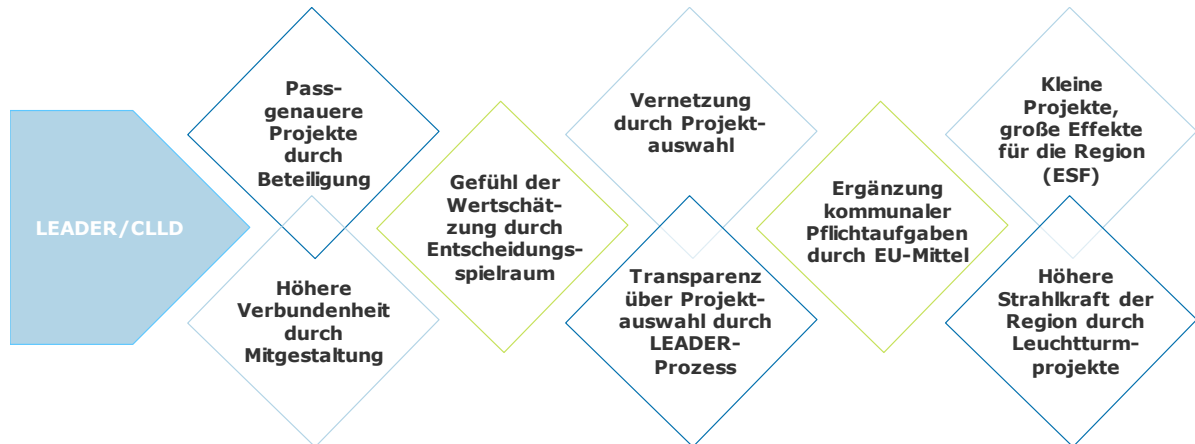 LEADER/CLLD
Pass-
genauere
Projekte
durch
Beteiligung
Höhere
Verbundenheit
durch
Mitgestaltung
Gefühl der
Wertschät-
zung durch
Entscheidungs-
spielraum
Vernetzung
durch Projekt-
auswahl
Transparenz
über Projekt-
auswahl durch
LEADER-
Prozess
Ergänzung
kommunaler
Pflichtaufgaben
durch EU-Mittel
Kleine
Projekte,
große Effekte
für die Region
(ESF)
Höhere
Strahlkraft der
Region durch
Leuchtturm-
projekte